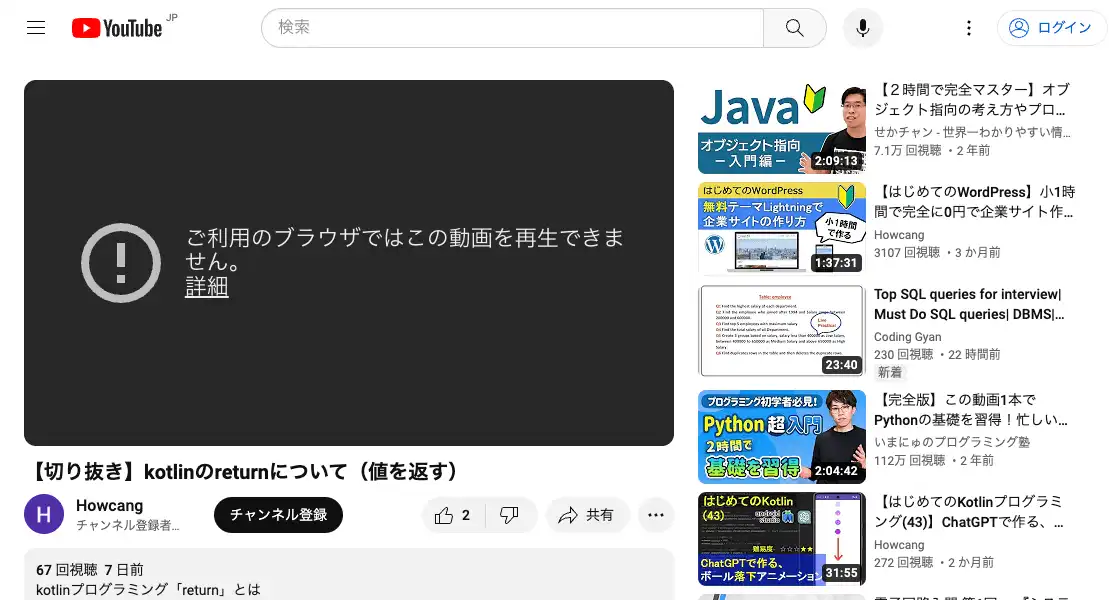 YouTube JP
検索
ログイン
ご利用のブラウザではこの動画を再生できま
せん。
詳細
【切り抜き】kotlinのreturnについて（値を返す）
H
Howcang
チャンネル登録者…
チャンネル登録
2
共有
67 回視聴 7 日前
kotlinプログラミング「return」とは
Java
オブジェクト指向
－入門編－
2:09:13
【２時間で完全マスター】オブ
ジェクト指向の考え方やプロ…
せかチャン - 世界一わかりやすい情…
7.1万 回視聴 ・2 年前
はじめてのWordPress
無料テーマLightningで
企業サイトの作り方
小1時間
で作る
1:37:31
【はじめてのWordPress】小1時
間で完全に0円で企業サイト作…
Howcang
3107 回視聴 ・3 か月前
Table: employee
Live
Practical
23:40
Top SQL queries for interview|
Must Do SQL queries| DBMS|…
Coding Gyan
230 回視聴 ・22 時間前
新着
プログラミング初学者必見!
Python 超入門
2時間で
基礎を習得
2:04:42
【完全版】この動画1本で
Pythonの基礎を習得！忙しい…
いまにゅのプログラミング塾
112万 回視聴 ・2 年前
はじめてのKotlin
(43)
android
studio
難易度 ☆☆☆★★
ChatGPTで作る、
ボール落下アニメーション
31:55
【はじめてのKotlinプログラミ
ング(43)】ChatGPTで作る、…
Howcang
272 回視聴 ・2 か月前